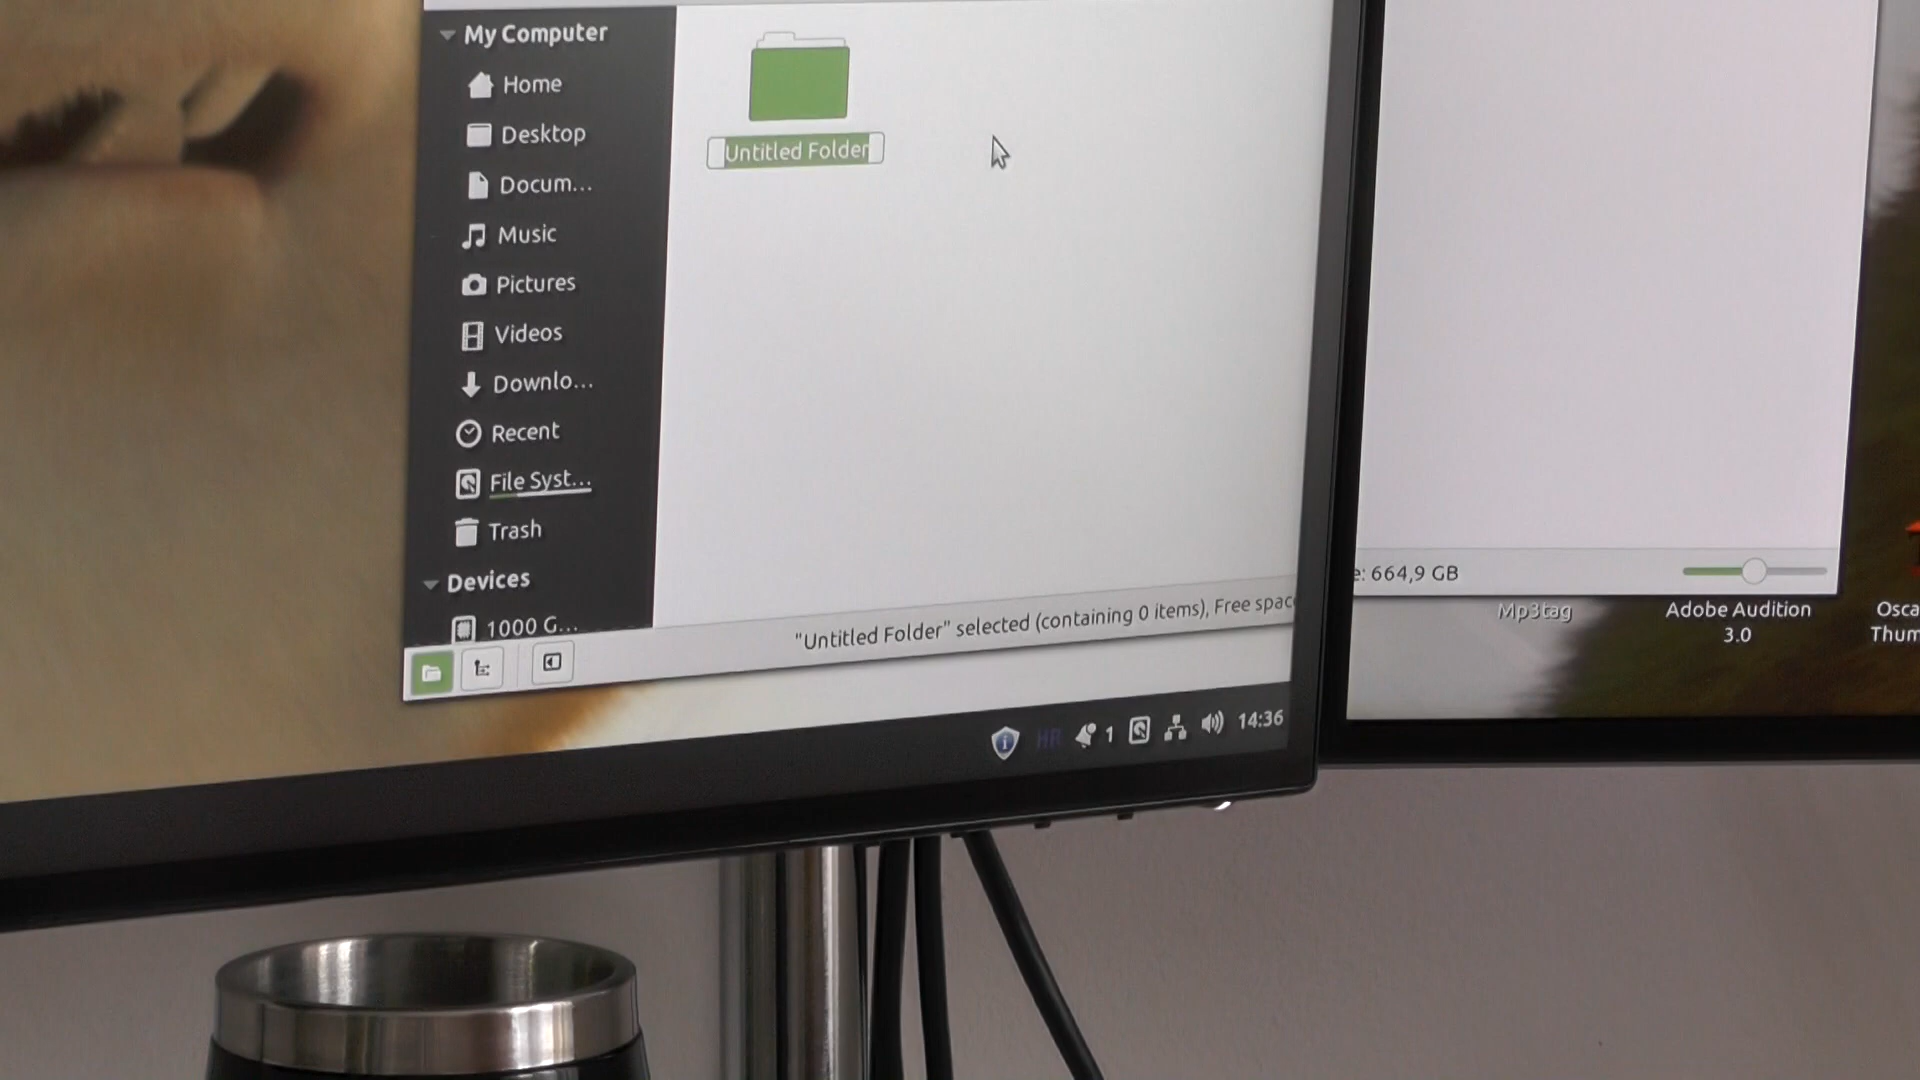 My Computer
Home
Desktop
Docum...
Music
Pictures
Videos
Downlo...
Recent
File Syst...
Trash
Devices
1000 G...
Untitled Folder
"Untitled Folder" selected (containing 0 items), Free spac
HR
1
14:36
e: 664,9 GB
Mp3tag
Adobe Audition
3.0
Osca
Thum